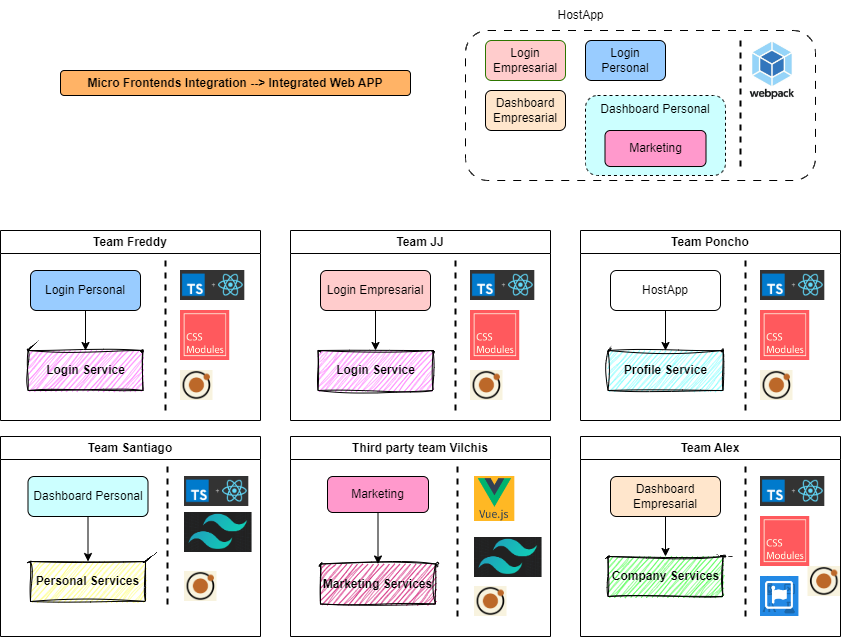 HostApp
Login
Empresarial
Login
Personal
webpack
Micro Frontends Integration --> Integrated Web APP
Dashboard
Empresarial
Dashboard Personal
Marketing
Team Freddy
Login Personal
TS +
CSS
Modules
Login Service
Team JJ
Login Empresarial
TS +
CSS
Modules
Login Service
Team Poncho
HostApp
TS +
CSS
Modules
Profile Service
Team Santiago
Dashboard Personal
TS +
Personal Services
Third party team Vilchis
Marketing
Vue.js
Marketing Services
Team Alex
Dashboard
Empresarial
TS +
CSS
Modules
Company Services